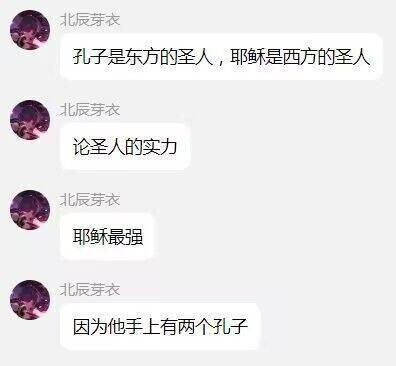 北辰芽衣
孔子是东方的圣人，耶稣是西方的圣人
北辰芽衣
论圣人的实力
北辰芽衣
耶稣最强
北辰芽衣
因为他手上有两个孔子